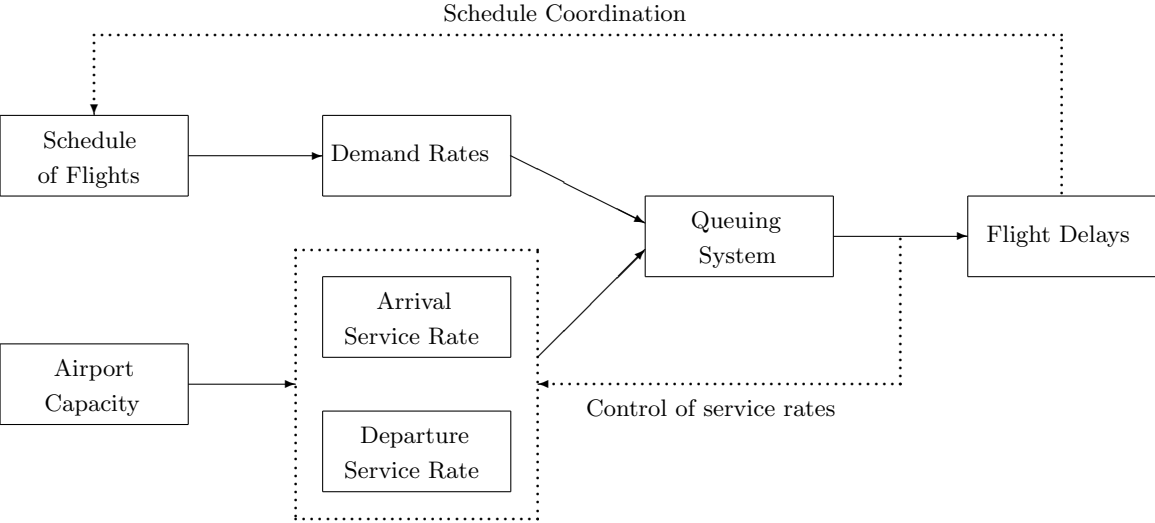 Schedule Coordination
Schedule
of Flights
Demand Rates
Queuing
System
Flight Delays
Arrival
Service Rate
Airport
Capacity
Control of service rates
Departure
Service Rate